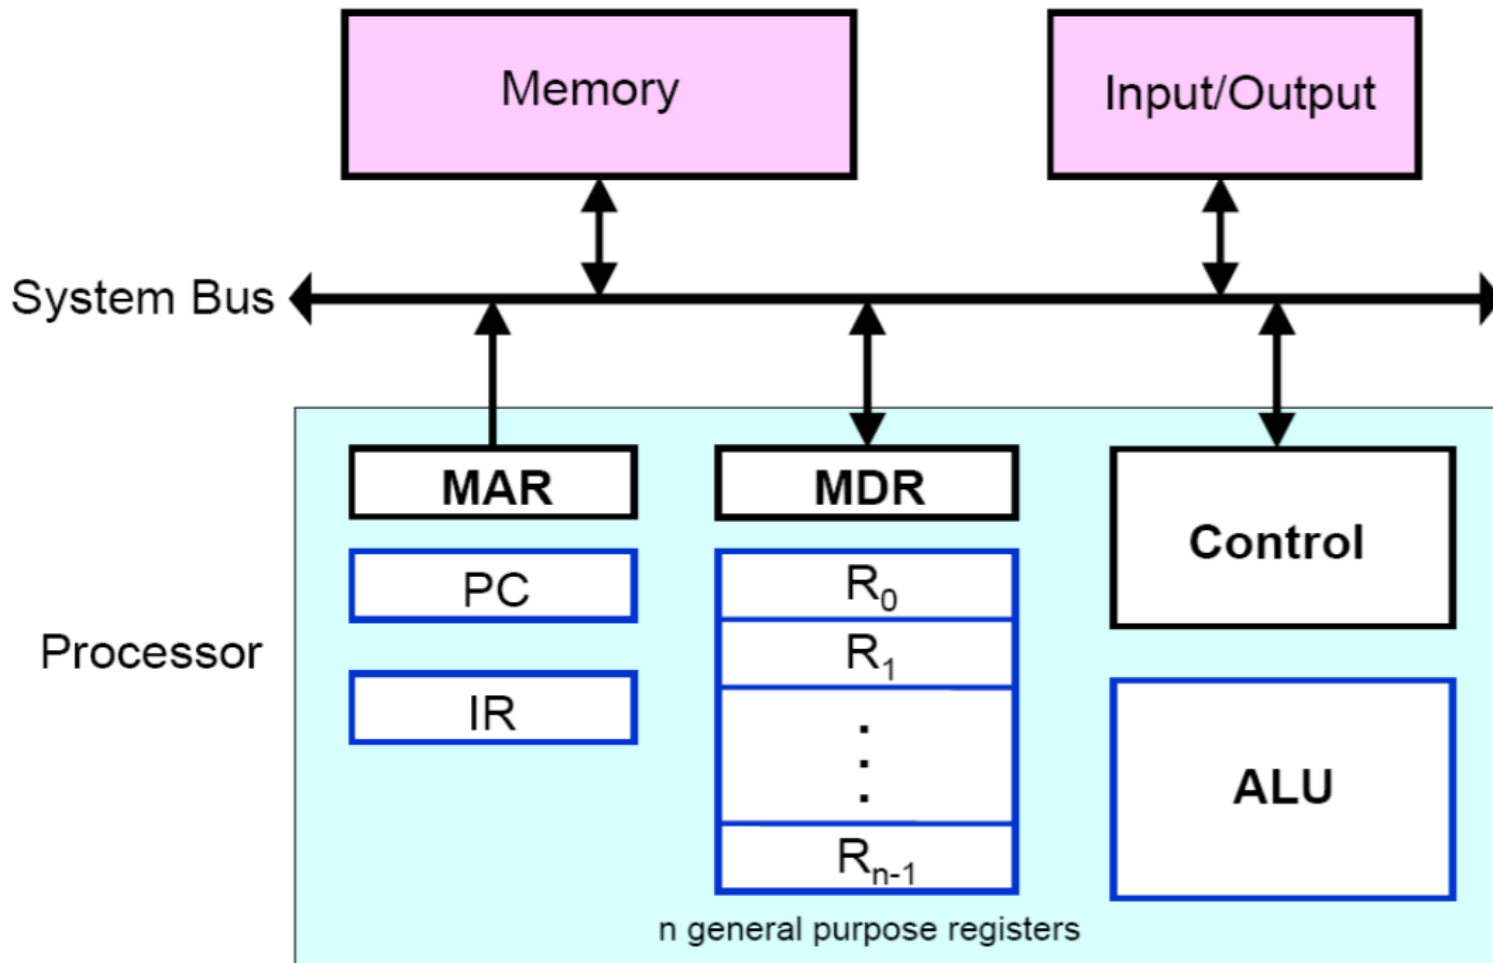 Memory
Input/Output
System Bus
MAR
MDR
Control
PC
R₀
R₁
Processor
IR
.
.
.
ALU
Rₙ₋₁
n general purpose registers